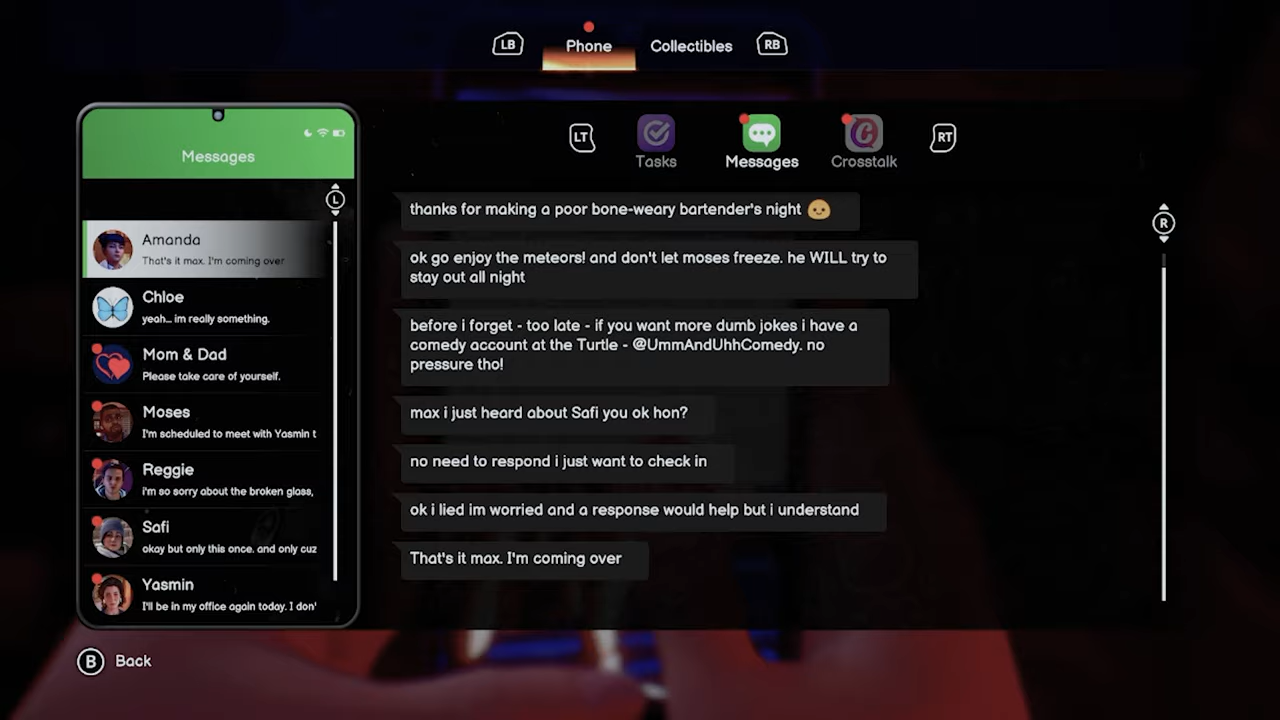 LB
Phone
Collectibles
RB
Messages
L
Amanda
That's it max. I'm coming over
Chloe
yeah... im really something.
Mom & Dad
Please take care of yourself.
Moses
I'm scheduled to meet with Yasmin t
Reggie
i'm so sorry about the broken glass,
Safi
okay but only this once. and only cuz
Yasmin
I'll be in my office again today. I don'
LT
Tasks
Messages
Crosstalk
RT
thanks for making a poor bone-weary bartender's night
ok go enjoy the meteors! and don't let moses freeze. he WILL try to
stay out all night
before i forget - too late - if you want more dumb jokes i have a
comedy account at the Turtle - @UmmAndUhhComedy. no
pressure tho!
max i just heard about Safi you ok hon?
no need to respond i just want to check in
ok i lied im worried and a response would help but i understand
That's it max. I'm coming over
R
B
Back